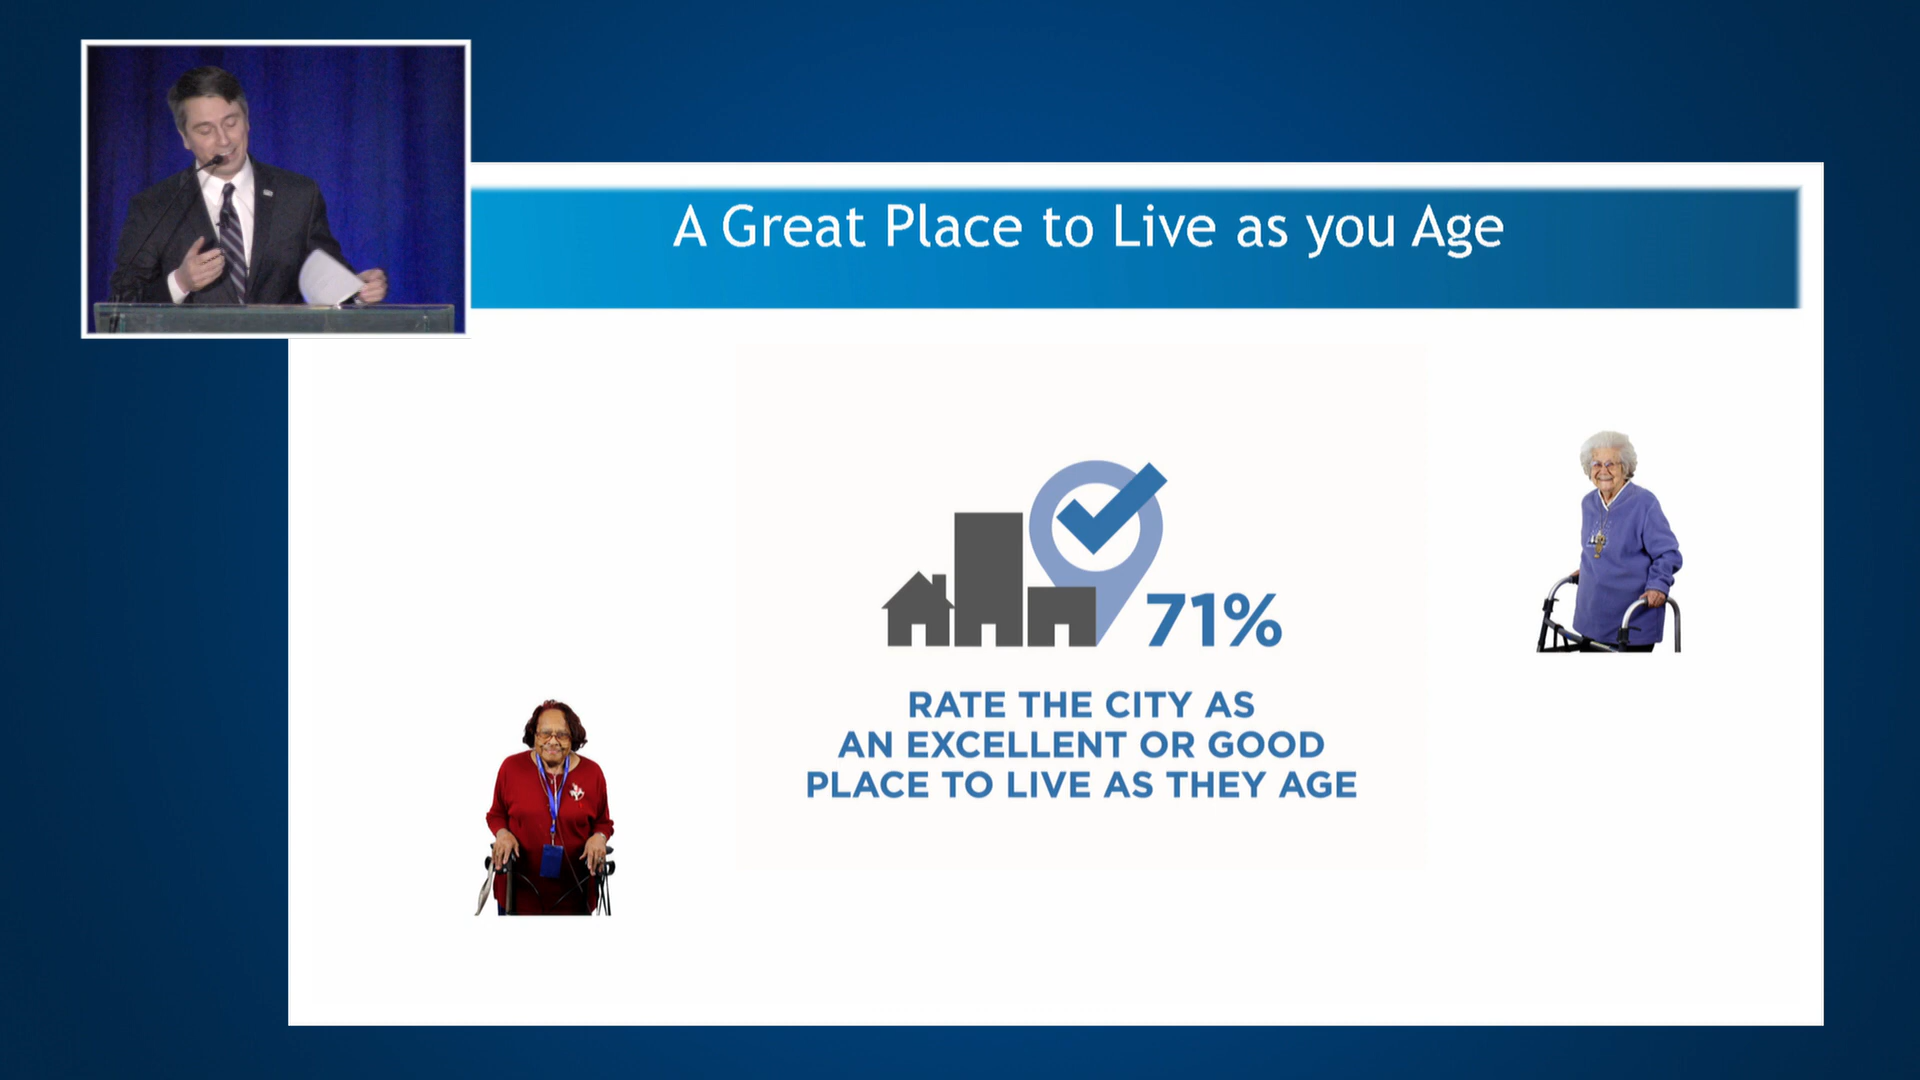 A Great Place to Live as you Age
71%
RATE THE CITY AS
AN EXCELLENT OR GOOD
PLACE TO LIVE AS THEY AGE